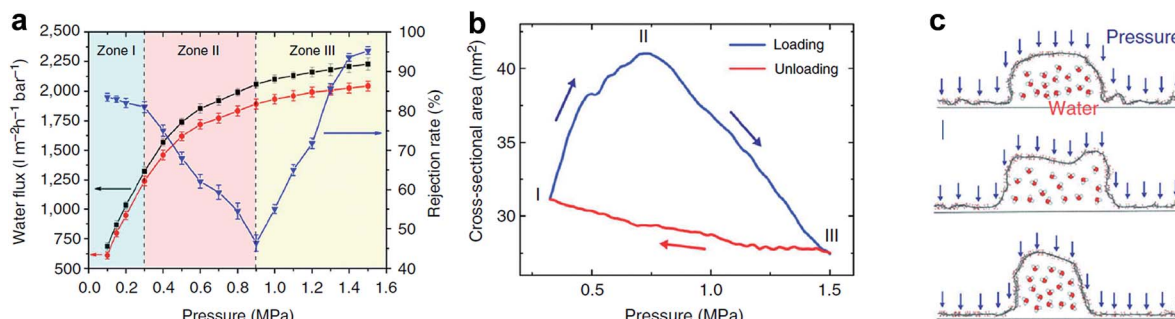 a
Water flux (l m⁻²h⁻¹ bar⁻¹)
2,500
2,250
2,000
1,750
1,500
1,250
1,000
750
500
Zone I
Zone II
Zone III
100
90
80
70
60
50
40
Rejection rate (%)
0.0 0.2 0.4 0.6 0.8 1.0 1.2 1.4 1.6
Pressure (MPa)
b
Cross-sectional area (nm²)
40
35
30
II
Loading
Unloading
I
III
0.5 1.0 1.5
Pressure (MPa)
c
Pressure
Water